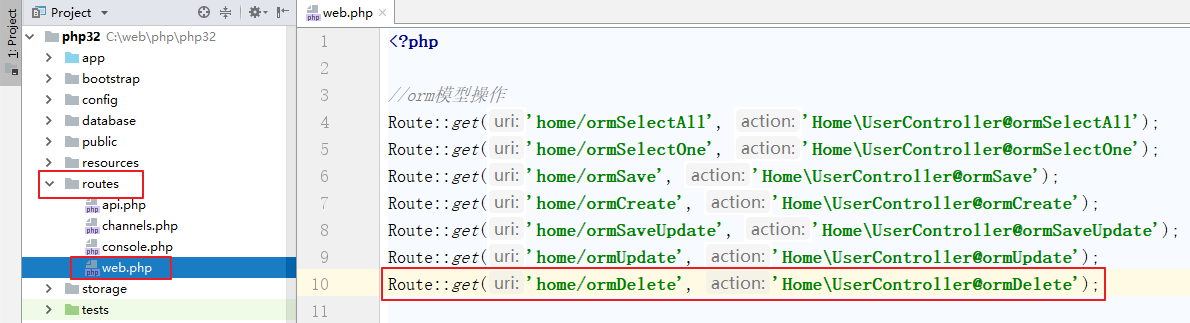 1: Project
Project
php32 C:\web\php\php32
app
bootstrap
config
database
public
resources
routes
php api.php
php channels.php
php console.php
php web.php
storage
tests
php web.php
1 <?php
2
3 //orm模型操作
4 Route::get( uri: 'home/ormSelectAll', action: 'Home\UserController@ormSelectAll');
5 Route::get( uri: 'home/ormSelectOne', action: 'Home\UserController@ormSelectOne');
6 Route::get( uri: 'home/ormSave', action: 'Home\UserController@ormSave');
7 Route::get( uri: 'home/ormCreate', action: 'Home\UserController@ormCreate');
8 Route::get( uri: 'home/ormSaveUpdate', action: 'Home\UserController@ormSaveUpdate');
9 Route::get( uri: 'home/ormUpdate', action: 'Home\UserController@ormUpdate');
10 Route::get( uri: 'home/ormDelete', action: 'Home\UserController@ormDelete');
11